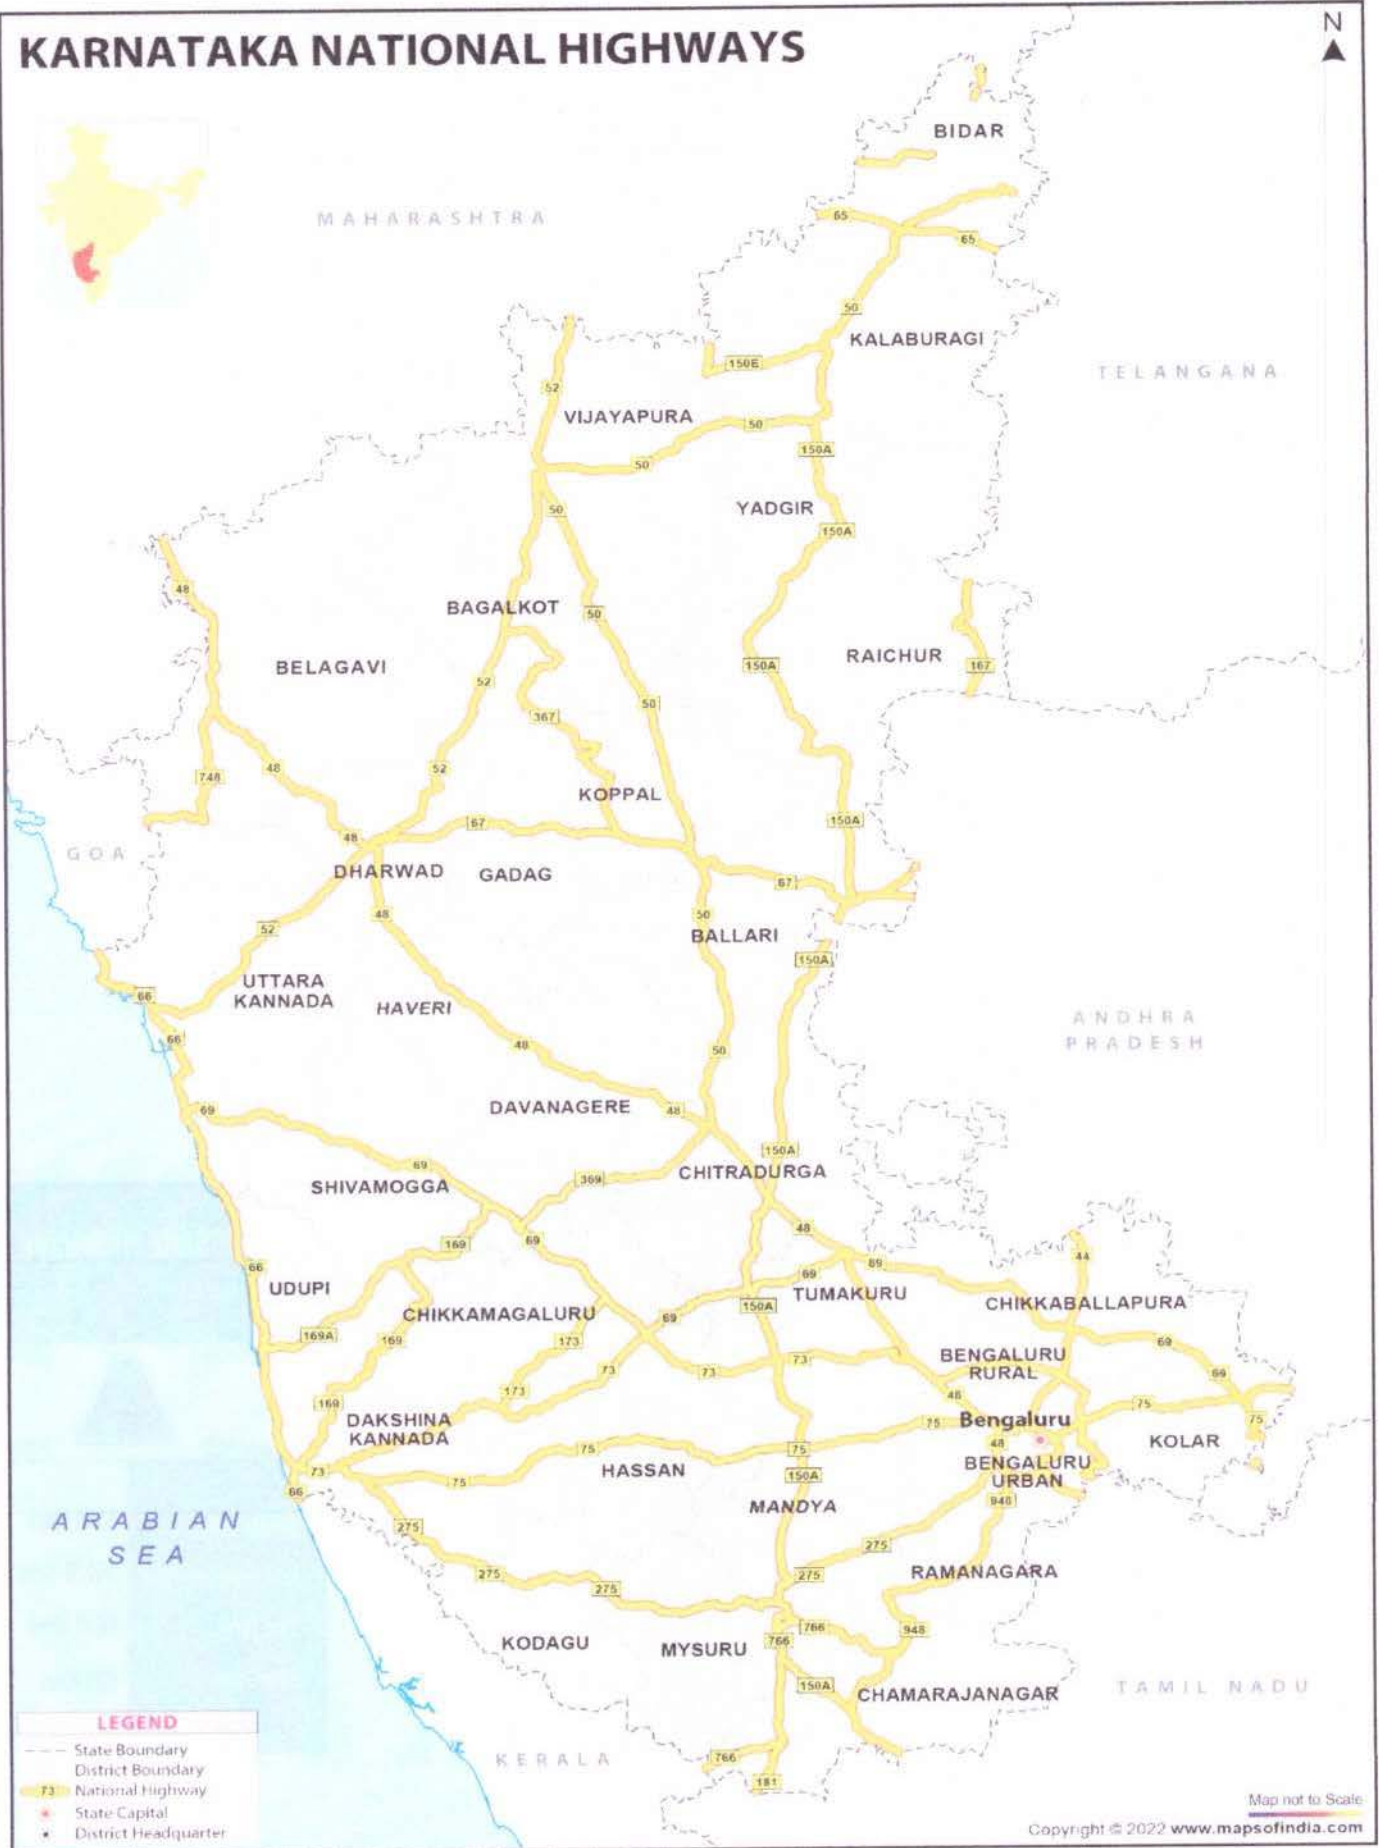 KARNATAKA NATIONAL HIGHWAYS
N
BIDAR
MAHARASHTRA
65
65
50
KALABURAGI
150E
TELANGANA
52
VIJAYAPURA
50
150A
50
YADGIR
50
150A
48
BAGALKOT
50
BELAGAVI
RAICHUR
150A
167
52
50
367
48
52
748
KOPPAL
150A
67
48
GOA
DHARWAD
GADAG
67
48
50
52
BALLARI
150A
UTTARA
KANNADA
66
HAVERI
ANDHRA
PRADESH
66
48
50
DAVANAGERE
69
48
150A
69
CHITRADURGA
SHIVAMOGGA
369
48
69
169
44
66
69
69
UDUPI
TUMAKURU
CHIKKABALLAPURA
150A
CHIKKAMAGALURU
69
169A
169
173
69
BENGALURU
RURAL
73
73
73
69
173
48
169
75
DAKSHINA
KANNADA
75
Bengaluru
75
75
75
48
KOLAR
73
HASSAN
BENGALURU
URBAN
75
150A
66
948
MANDYA
ARABIAN
SEA
275
275
RAMANAGARA
275
275
275
766
948
KODAGU
MYSURU
766
150A
CHAMARAJANAGAR
TAMIL NADU
KERALA
766
181
LEGEND
State Boundary
District Boundary
73 National Highway
State Capital
District Headquarter
Map not to Scale
Copyright © 2022 www.mapsofindia.com